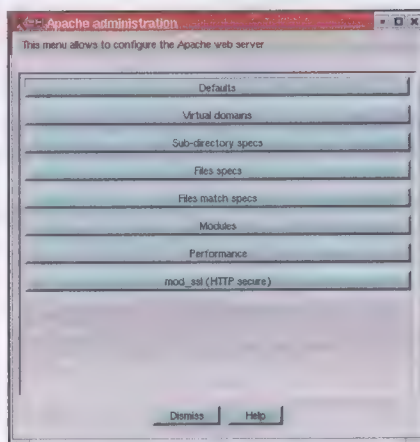 Apache administration
This menu allows to configure the Apache web server
Defaults
Virtual domains
Sub-directory specs
Files specs
Files match specs
Modules
Performance
mod_ssl (HTTP secure)
Dismiss Help